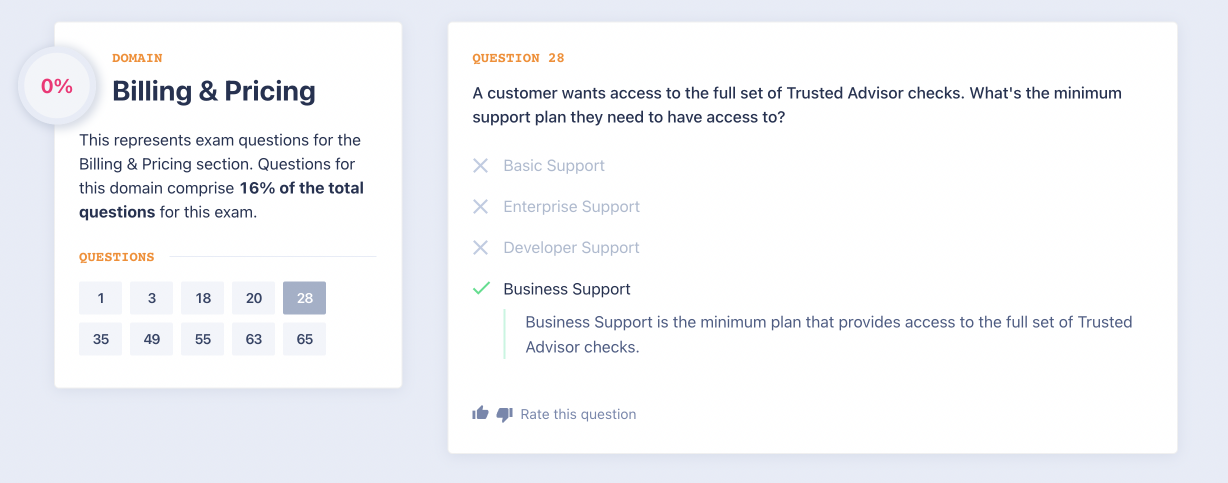 0%
DOMAIN
Billing & Pricing
This represents exam questions for the
Billing & Pricing section. Questions for
this domain comprise 16% of the total
questions for this exam.
QUESTIONS
1 3 18 20 28
35 49 55 63 65
QUESTION 28
A customer wants access to the full set of Trusted Advisor checks. What's the minimum
support plan they need to have access to?
Basic Support
Enterprise Support
Developer Support
Business Support
Business Support is the minimum plan that provides access to the full set of Trusted
Advisor checks.
Rate this question